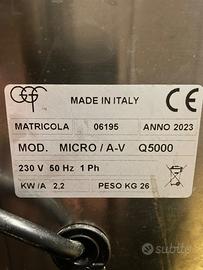 GGF
MADE IN ITALY
CE
MATRICOLA 06195 ANNO 2023
MOD. MICRO / A-V Q5000
230 V 50 Hz 1 Ph
KW / A 2,2 PESO KG 26
subito